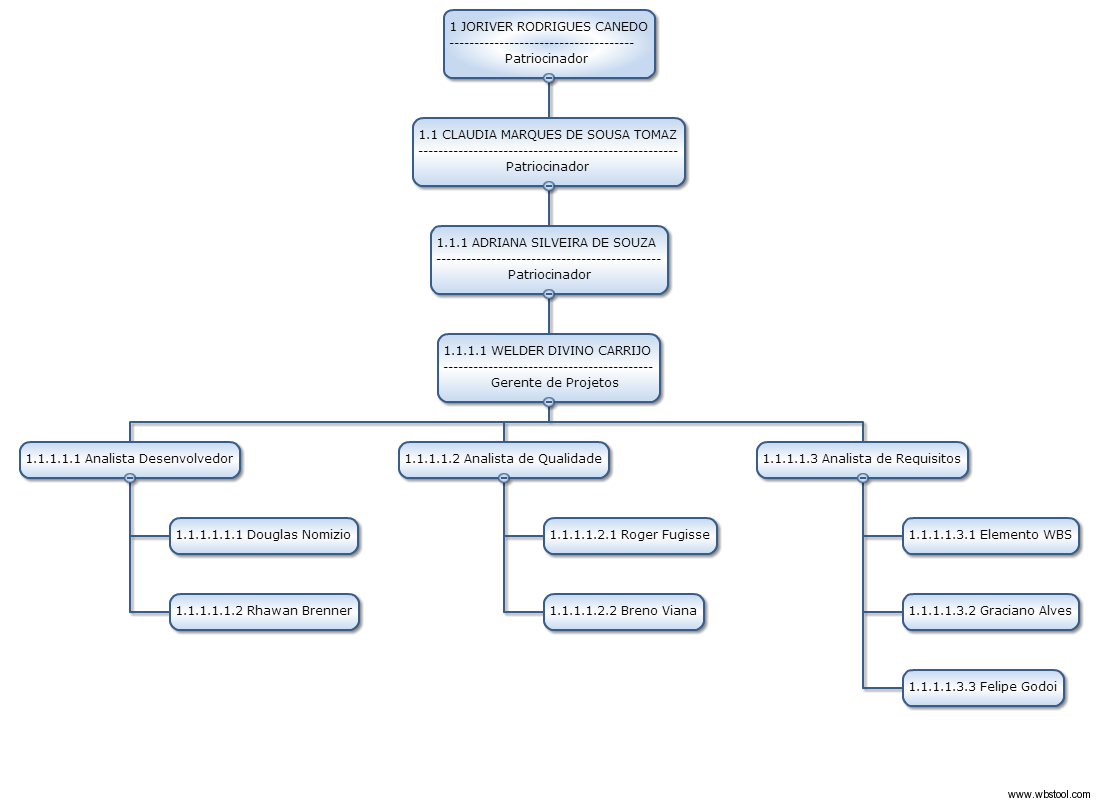 1 JORIVER RODRIGUES CANEDO
-------------------------------------
Patriocinador
1.1 CLAUDIA MARQUES DE SOUSA TOMAZ
----------------------------------------------------
Patriocinador
1.1.1 ADRIANA SILVEIRA DE SOUZA
---------------------------------------------
Patriocinador
1.1.1.1 WELDER DIVINO CARRIJO
------------------------------------------
Gerente de Projetos
1.1.1.1.1 Analista Desenvolvedor
1.1.1.1.2 Analista de Qualidade
1.1.1.1.3 Analista de Requisitos
1.1.1.1.1.1 Douglas Nomizio
1.1.1.1.2.1 Roger Fugisse
1.1.1.1.3.1 Elemento WBS
1.1.1.1.1.2 Rhawan Brenner
1.1.1.1.2.2 Breno Viana
1.1.1.1.3.2 Graciano Alves
1.1.1.1.3.3 Felipe Godoi
www.wbstool.com